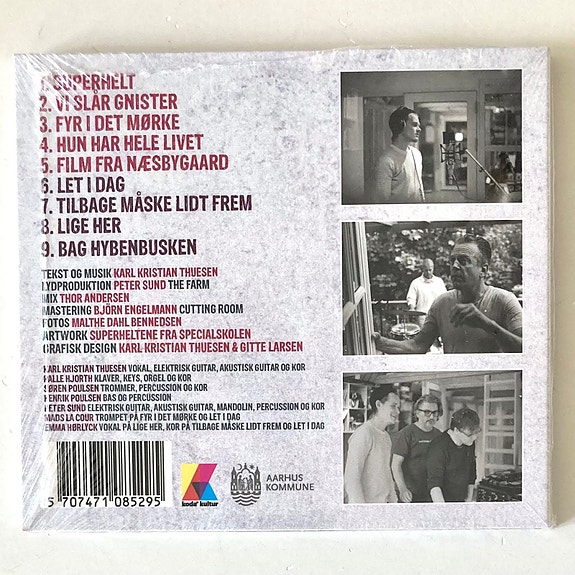 1. SUPERHELT
2. VI SLÅR GNISTER
3. FYR I DET MØRKE
4. HUN HAR HELE LIVET
5. FILM FRA NÆSBYGAARD
6. LET I DAG
7. TILBAGE MÅSKE LIDT FREM
8. LIGE HER
9. BAG HYBENBUSKEN
TEKST OG MUSIK KARL KRISTIAN THUESEN
LYDPRODUKTION PETER SUND THE FARM
MIX THOR ANDERSEN
MASTERING BJÖRN ENGELMANN CUTTING ROOM
FOTOS MALTHE DAHL BENNEDSEN
ARTWORK SUPERHELTENE FRA SPECIALSKOLEN
GRAFISK DESIGN KARL KRISTIAN THUESEN & GITTE LARSEN
KARL KRISTIAN THUESEN VOKAL, ELEKTRISK GUITAR, AKUSTISK GUITAR OG KOR
PALLE HJORTH KLAVER, KEYS, ORGEL OG KOR
SØREN POULSEN TROMMER, PERCUSSION OG KOR
HENRIK POULSEN BAS OG PERCUSSION
PETER SUND ELEKTRISK GUITAR, AKUSTISK GUITAR, MANDOLIN, PERCUSSION OG KOR
MADS LA COUR TROMPET PÅ FYR I DET MØRKE OG LET I DAG
EMMA HØRLYCK VOKAL PÅ LIGE HER, KOR PÅ TILBAGE MÅSKE LIDT FREM OG LET I DAG
5 707471 085295
koda kultur
AARHUS
KOMMUNE